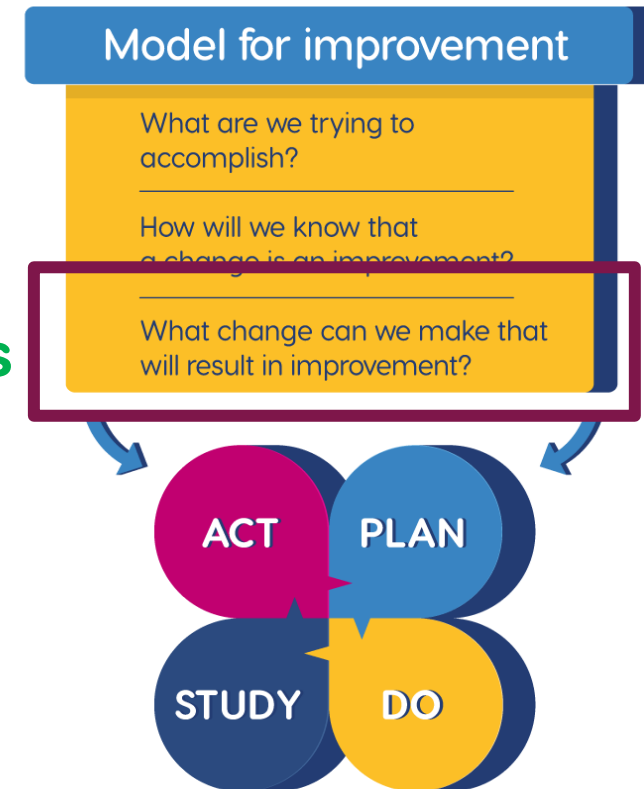 Model for improvement
What are we trying to
accomplish?
How will we know that
a change is an improvement?
s
What change can we make that
will result in improvement?
ACT
PLAN
STUDY
DO